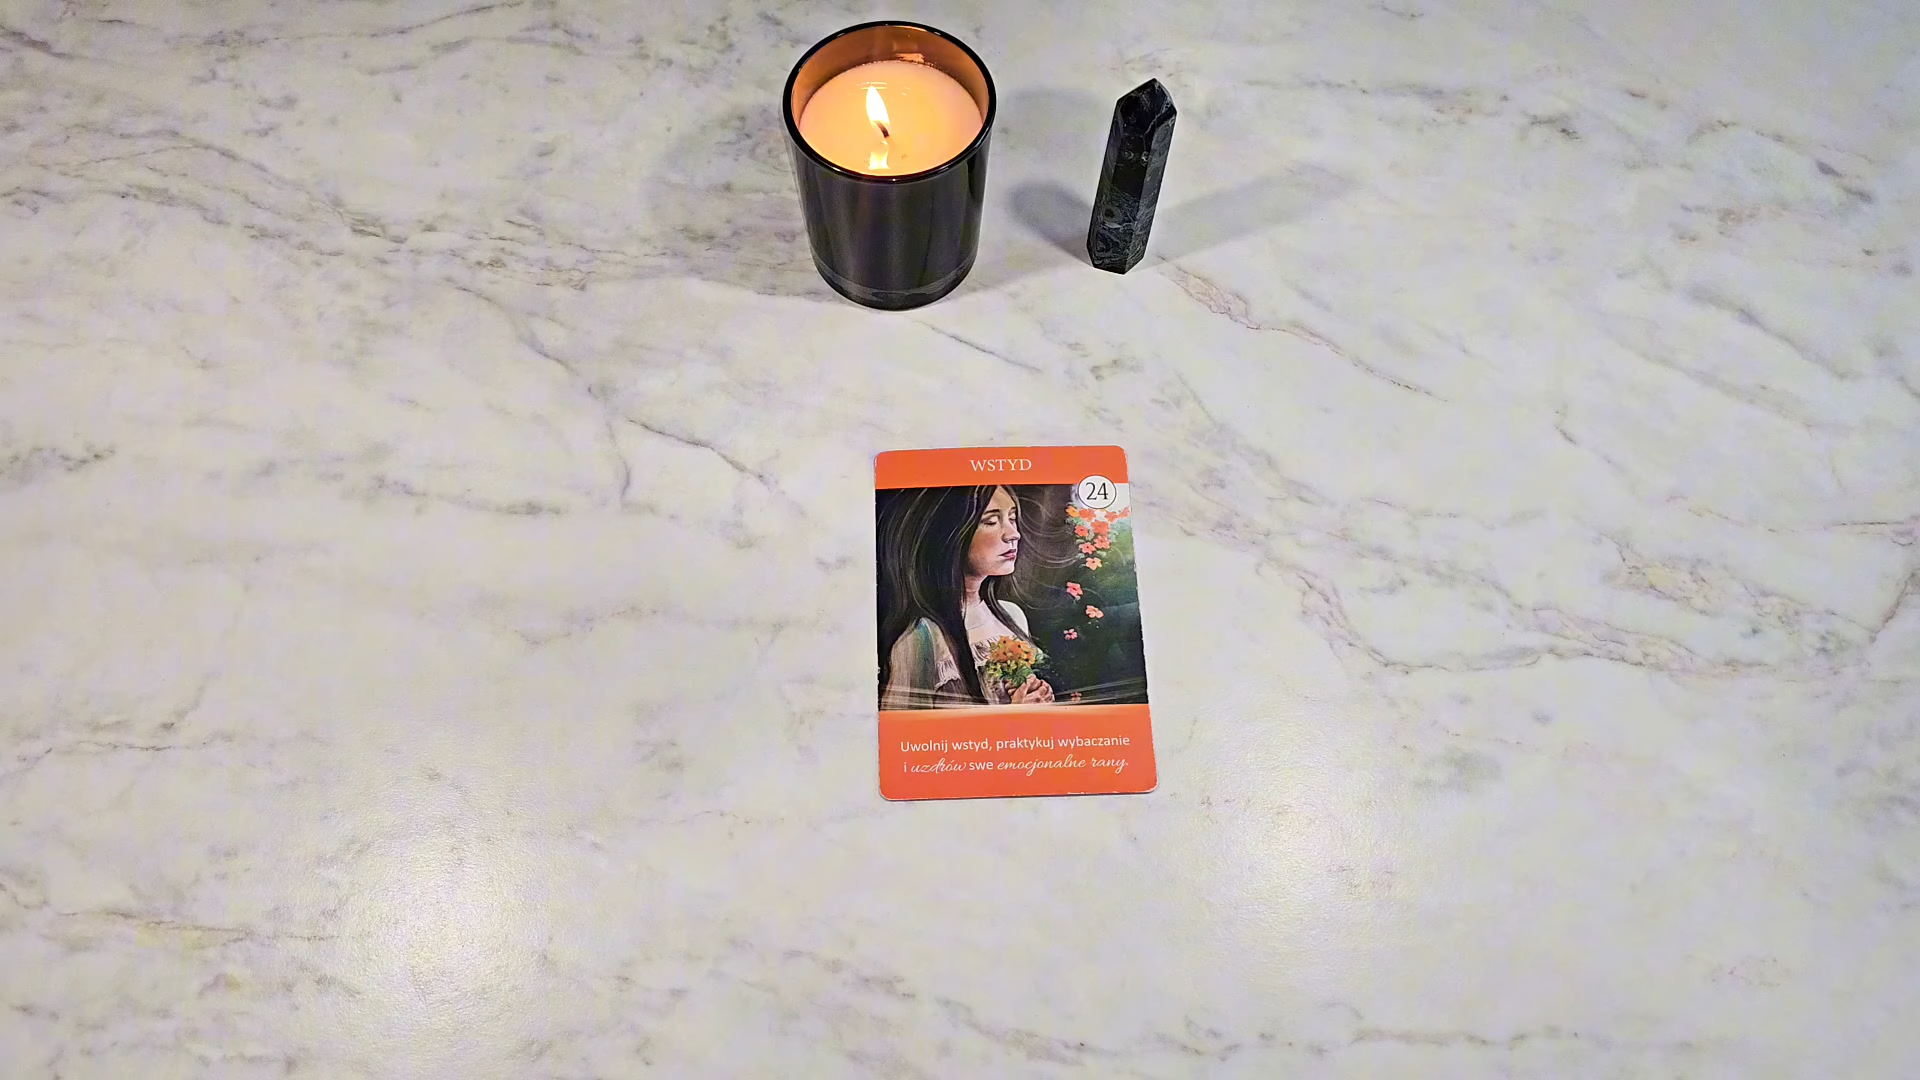 WSTYD
24
Uwolnij wstyd, praktykuj wybaczanie
i uzdrów swe emocjonalne rany.